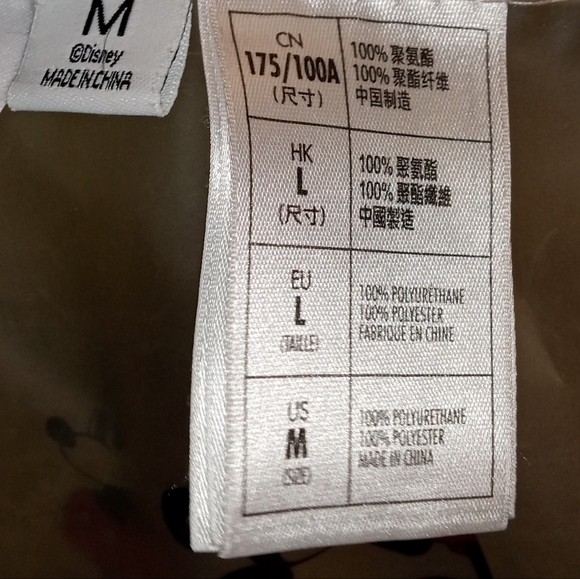 M
©Disney
MADE IN CHINA
CN
175/100A
(尺寸)
100% 聚氨酯
100% 聚酯纤维
中国制造
HK
L
(尺寸)
100% 聚氨酯
100% 聚酯纖維
中國製造
EU
L
(TAILLE)
100% POLYURETHANE
100% POLYESTER
FABRIQUE EN CHINE
US
M
(SIZE)
100% POLYURETHANE
100% POLYESTER
MADE IN CHINA